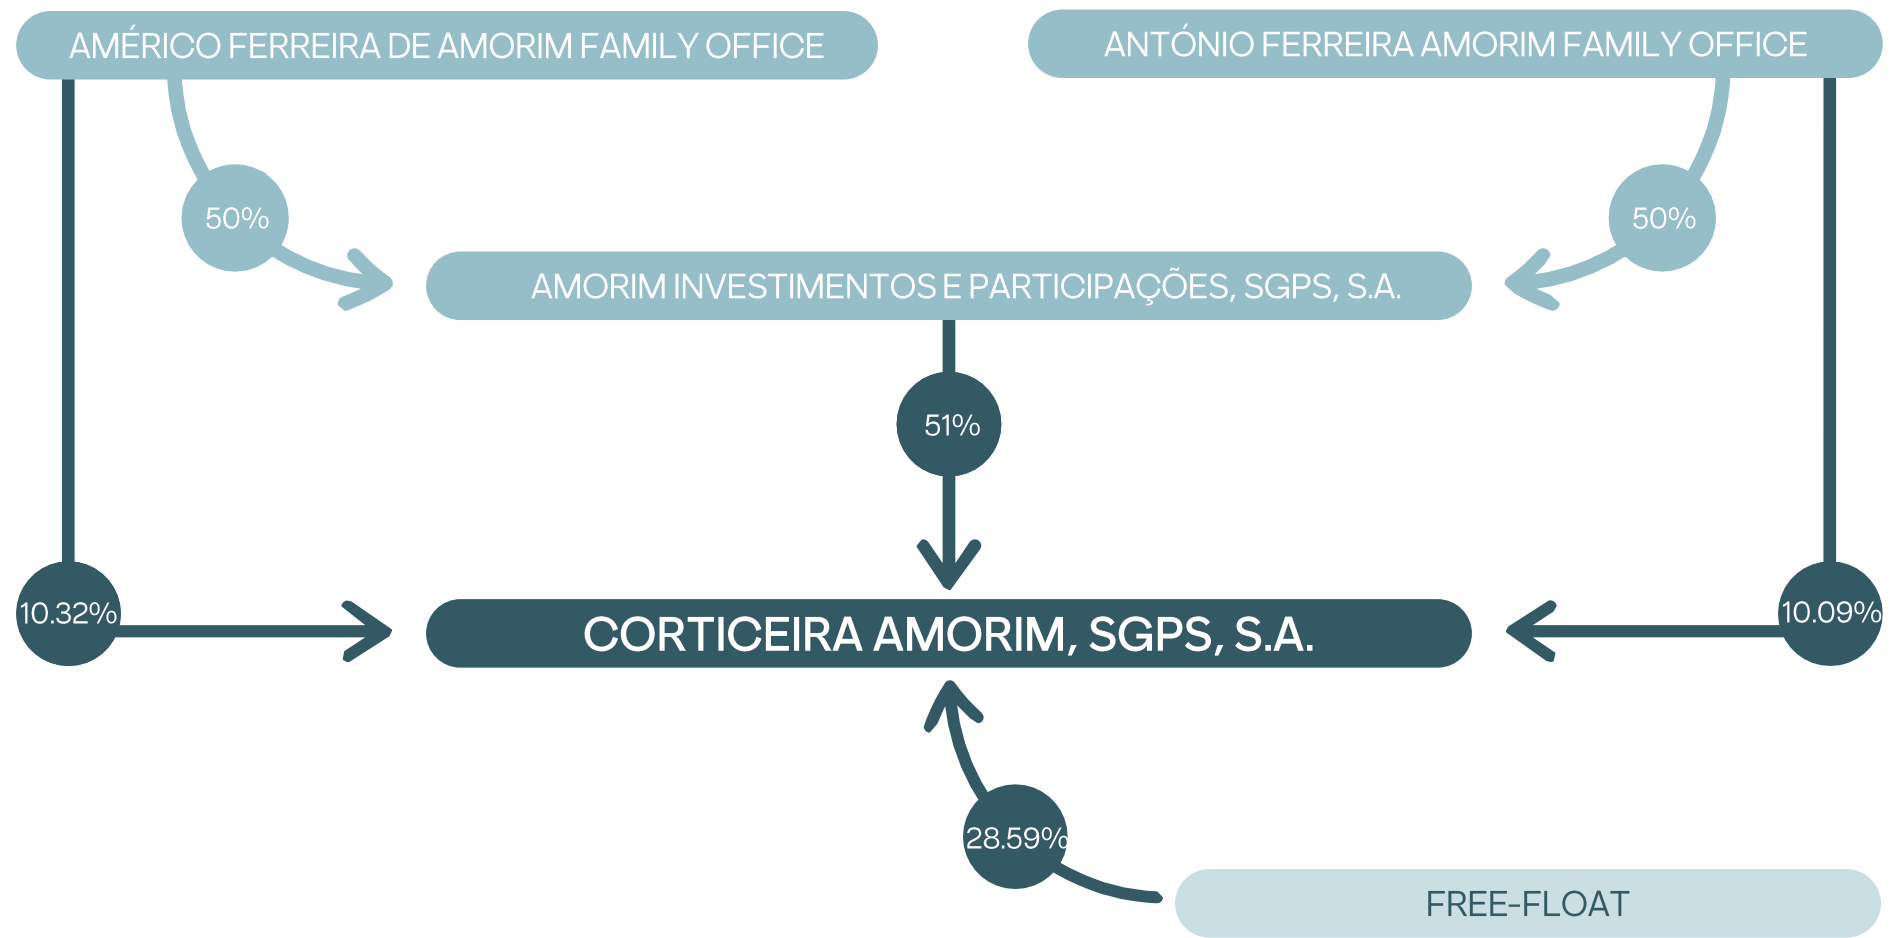 AMÉRICO FERREIRA DE AMORIM FAMILY OFFICE
ANTÓNIO FERREIRA AMORIM FAMILY OFFICE
50%
50%
AMORIM INVESTIMENTOS E PARTICIPAÇÕES, SGPS, S.A.
51%
10.32%
10.09%
CORTICEIRA AMORIM, SGPS, S.A.
28.59%
FREE-FLOAT